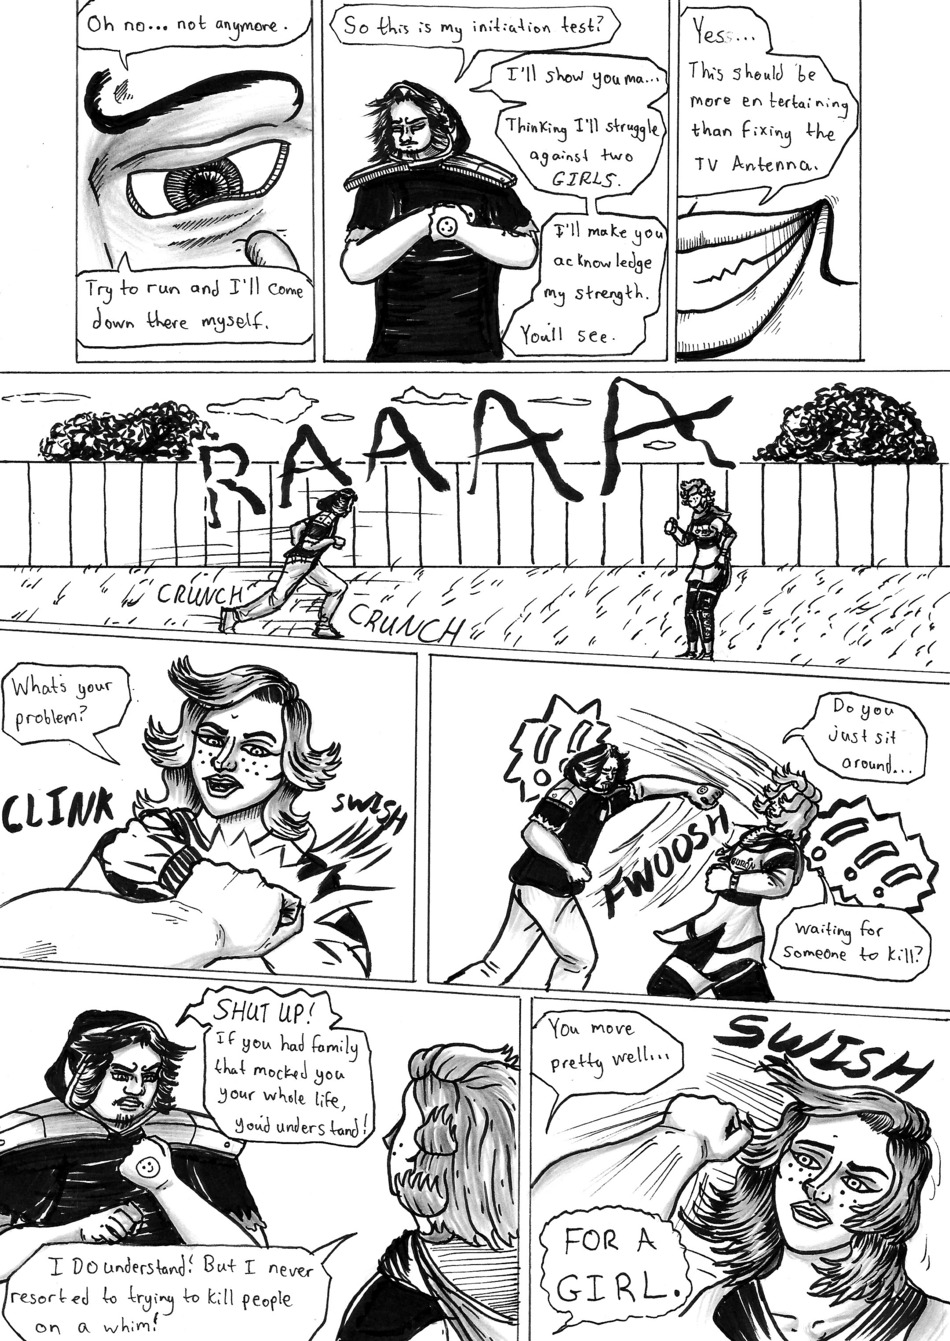 Oh no... not anymore.
Try to run and I'll come
down there myself.
So this is my initiation test?
I'll show you ma...
Thinking I'll struggle
against two
GIRLS.
I'll make you
acknowledge
my strength.
You'll see.
Yess...
This should be
more entertaining
than fixing the
TV Antenna.
RAAAA
CRUNCH
CRUNCH
What's your
problem?
CLINK
SWISH
Do you
just sit
around...
!!
FWOOSH
!!
waiting for
someone to kill?
SHUT UP!
If you had family
that mocked you
your whole life,
you'd understand!
I DO understand! But I never
resorted to trying to kill people
on a whim!
You move
pretty well...
SWISH
FOR A
GIRL.